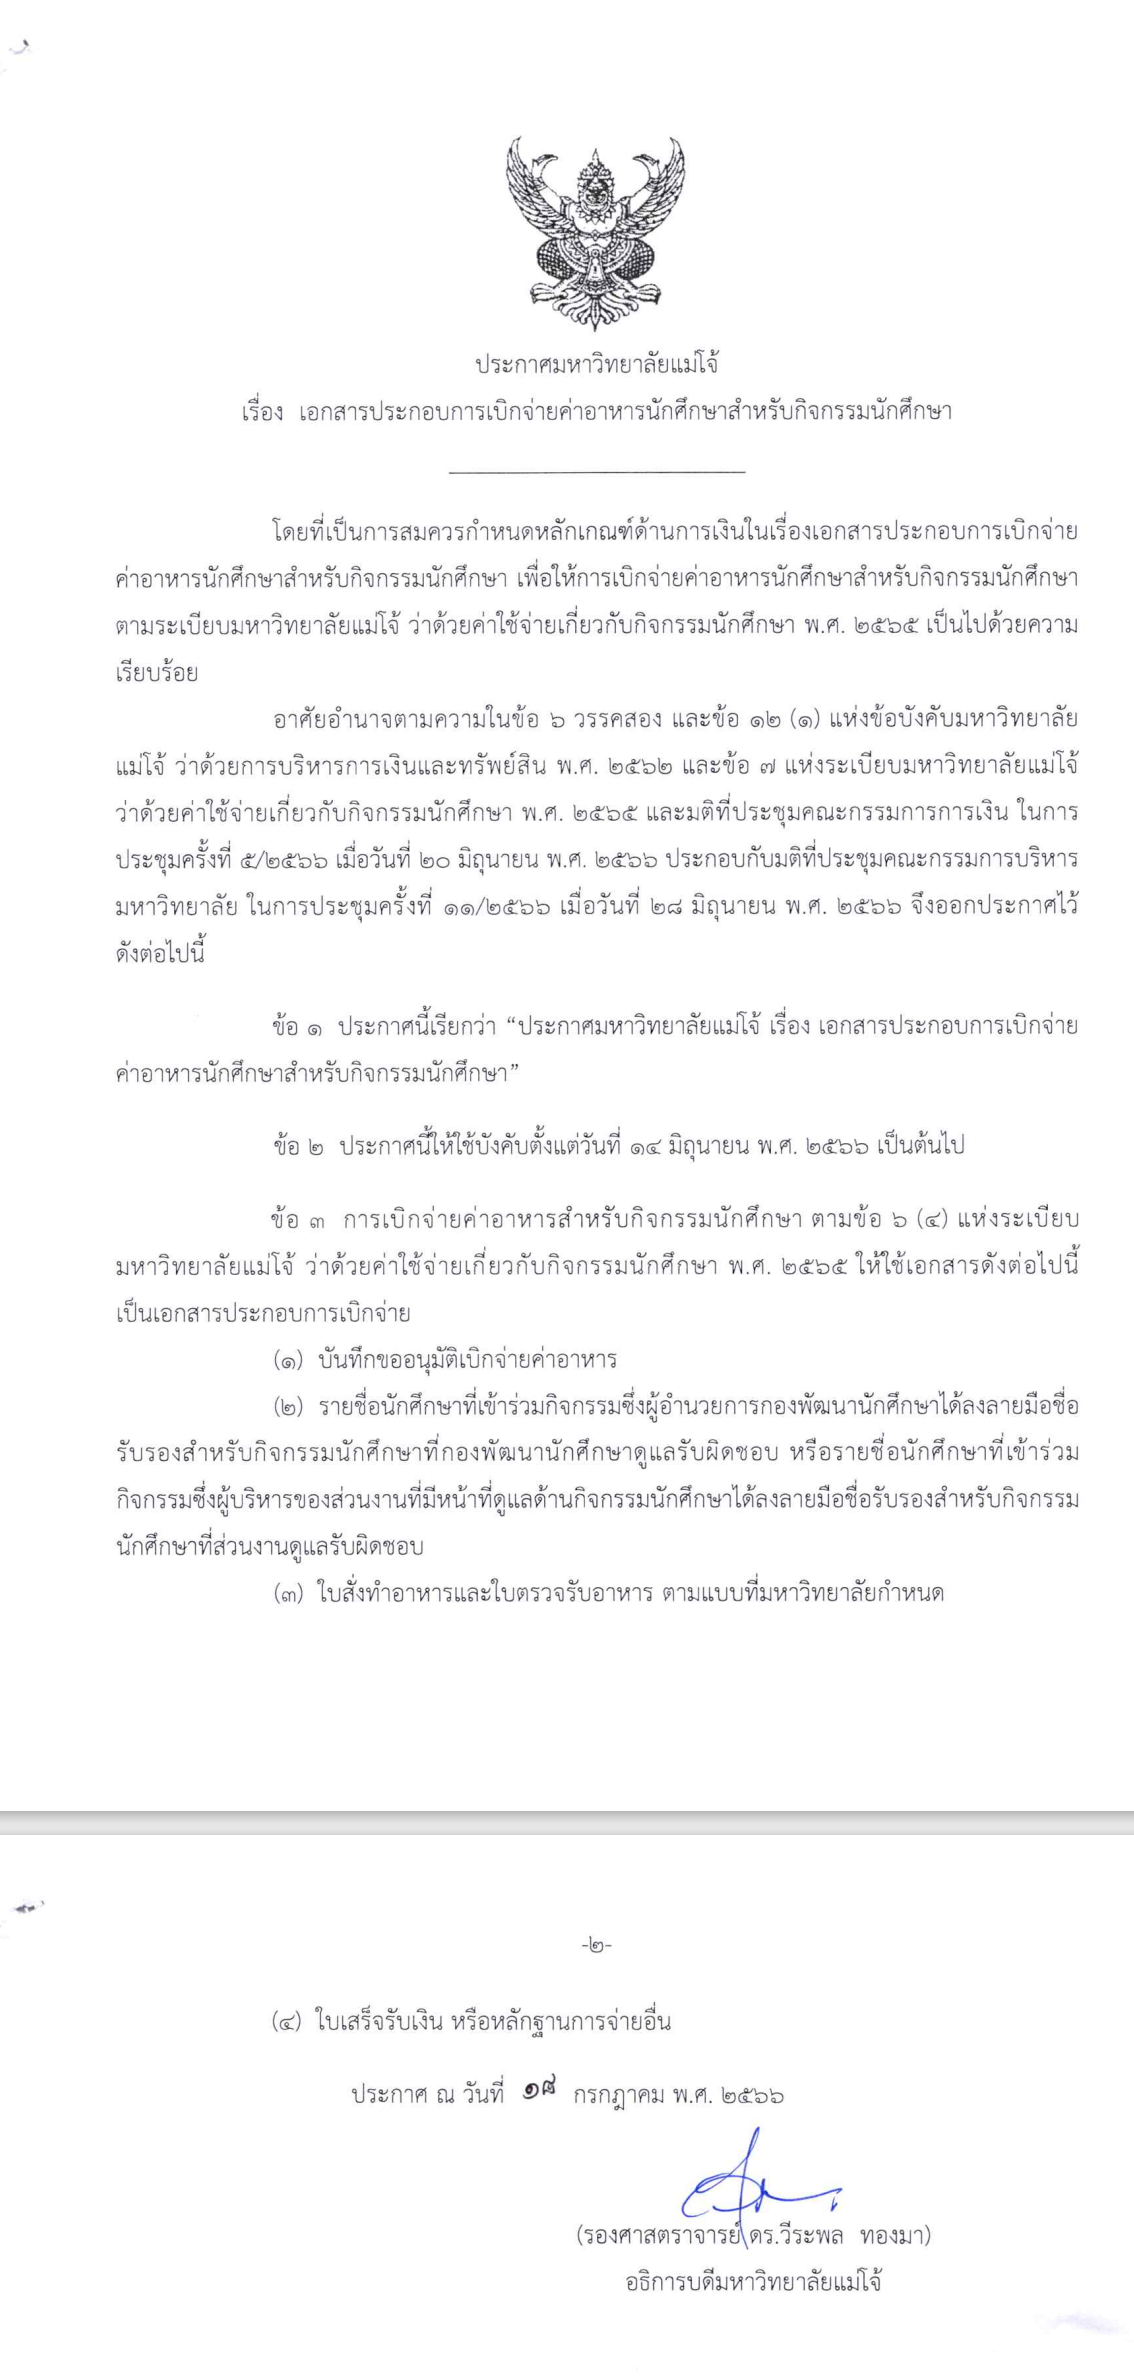 ประกาศมหาวิทยาลัยแม่โจ้
เรื่อง เอกสารประกอบการเบิกจ่ายค่าอาหารนักศึกษาสำหรับกิจกรรมนักศึกษา
โดยที่เป็นการสมควรกำหนดหลักเกณฑ์ด้านการเงินในเรื่องเอกสารประกอบการเบิกจ่าย
ค่าอาหารนักศึกษาสำหรับกิจกรรมนักศึกษา เพื่อให้การเบิกจ่ายค่าอาหารนักศึกษาสำหรับกิจกรรมนักศึกษา
ตามระเบียบมหาวิทยาลัยแม่โจ้ ว่าด้วยค่าใช้จ่ายเกี่ยวกับกิจกรรมนักศึกษา พ.ศ. ๒๕๖๕ เป็นไปด้วยความ
เรียบร้อย
อาศัยอำนาจตามความในข้อ ๖ วรรคสอง และข้อ ๑๒ (๑) แห่งข้อบังคับมหาวิทยาลัย
แม่โจ้ ว่าด้วยการบริหารการเงินและทรัพย์สิน พ.ศ. ๒๕๖๒ และข้อ ๗ แห่งระเบียบมหาวิทยาลัยแม่โจ้
ว่าด้วยค่าใช้จ่ายเกี่ยวกับกิจกรรมนักศึกษา พ.ศ. ๒๕๖๕ และมติที่ประชุมคณะกรรมการการเงิน ในการ
ประชุมครั้งที่ ๕/๒๕๖๖ เมื่อวันที่ ๒๐ มิถุนายน พ.ศ. ๒๕๖๖ ประกอบกับมติที่ประชุมคณะกรรมการบริหาร
มหาวิทยาลัย ในการประชุมครั้งที่ ๑๑/๒๕๖๖ เมื่อวันที่ ๒๘ มิถุนายน พ.ศ. ๒๕๖๖ จึงออกประกาศไว้
ดังต่อไปนี้
ข้อ ๑ ประกาศนี้เรียกว่า “ประกาศมหาวิทยาลัยแม่โจ้ เรื่อง เอกสารประกอบการเบิกจ่าย
ค่าอาหารนักศึกษาสำหรับกิจกรรมนักศึกษา”
ข้อ ๒ ประกาศนี้ให้ใช้บังคับตั้งแต่วันที่ ๑๔ มิถุนายน พ.ศ. ๒๕๖๖ เป็นต้นไป
ข้อ ๓ การเบิกจ่ายค่าอาหารสำหรับกิจกรรมนักศึกษา ตามข้อ ๖ (๔) แห่งระเบียบ
มหาวิทยาลัยแม่โจ้ ว่าด้วยค่าใช้จ่ายเกี่ยวกับกิจกรรมนักศึกษา พ.ศ. ๒๕๖๕ ให้ใช้เอกสารดังต่อไปนี้
เป็นเอกสารประกอบการเบิกจ่าย
(๑) บันทึกขออนุมัติเบิกจ่ายค่าอาหาร
(๒) รายชื่อนักศึกษาที่เข้าร่วมกิจกรรมซึ่งผู้อำนวยการกองพัฒนานักศึกษาได้ลงลายมือชื่อ
รับรองสำหรับกิจกรรมนักศึกษาที่กองพัฒนานักศึกษาดูแลรับผิดชอบ หรือรายชื่อนักศึกษาที่เข้าร่วม
กิจกรรมซึ่งผู้บริหารของส่วนงานที่มีหน้าที่ดูแลด้านกิจกรรมนักศึกษาได้ลงลายมือชื่อรับรองสำหรับกิจกรรม
นักศึกษาที่ส่วนงานดูแลรับผิดชอบ
(๓) ใบสั่งทำอาหารและใบตรวจรับอาหาร ตามแบบที่มหาวิทยาลัยกำหนด
-๒-
(๔) ใบเสร็จรับเงิน หรือหลักฐานการจ่ายอื่น
ประกาศ ณ วันที่ ๑๘ กรกฎาคม พ.ศ. ๒๕๖๖
(รองศาสตราจารย์ ดร.วีระพล ทองมา)
อธิการบดีมหาวิทยาลัยแม่โจ้